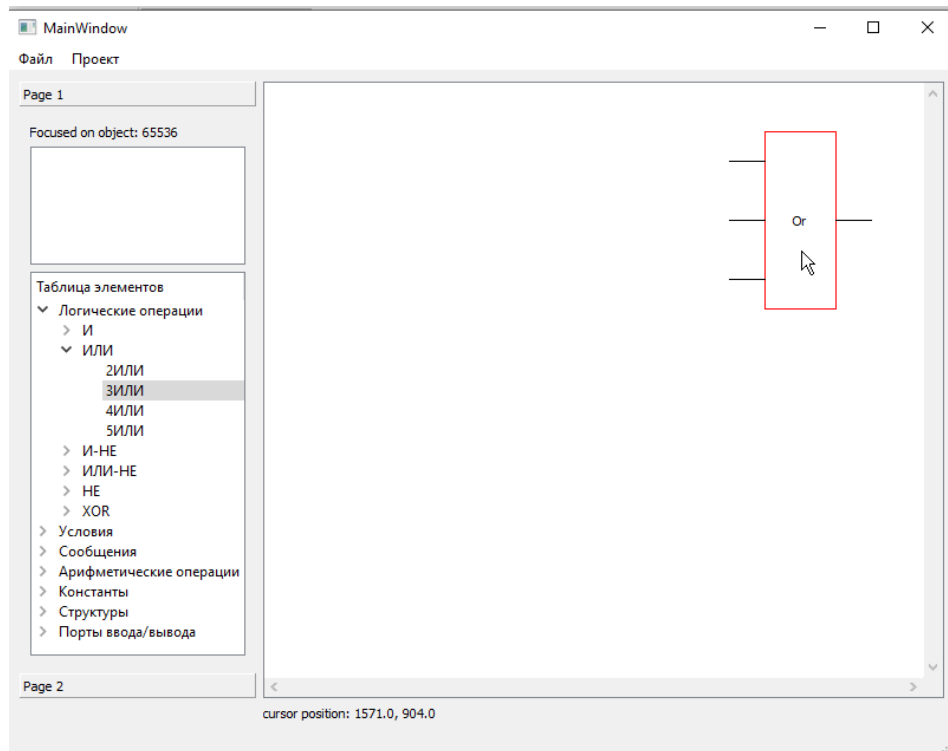 MainWindow
Файл Проект
Page 1
Focused on object: 65536
Таблица элементов
Логические операции
И
ИЛИ
2ИЛИ
3ИЛИ
4ИЛИ
5ИЛИ
И-НЕ
ИЛИ-НЕ
НЕ
XOR
Условия
Сообщения
Арифметические операции
Константы
Структуры
Порты ввода/вывода
Page 2
Or
cursor position: 1571.0, 904.0